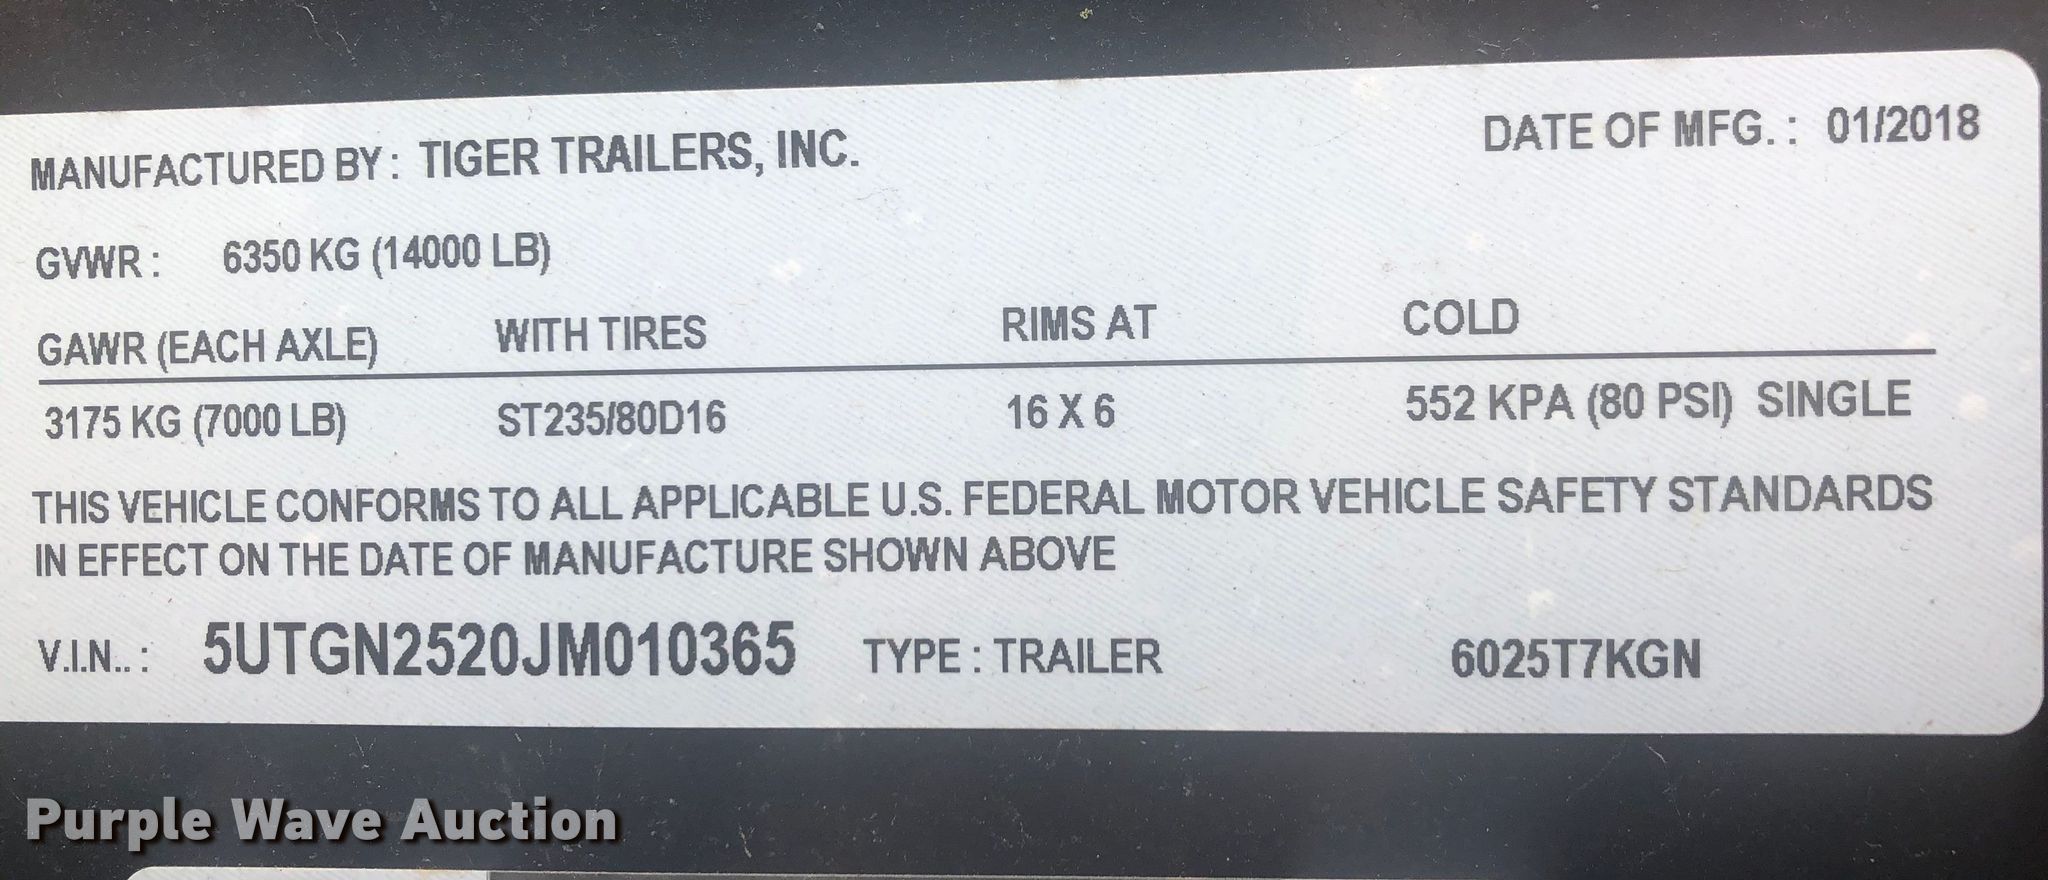 MANUFACTURED BY : TIGER TRAILERS, INC. DATE OF MFG. : 01/2018
GVWR : 6350 KG (14000 LB)
GAWR (EACH AXLE) WITH TIRES RIMS AT COLD
3175 KG (7000 LB) ST235/80D16 16 X 6 552 KPA (80 PSI) SINGLE
THIS VEHICLE CONFORMS TO ALL APPLICABLE U.S. FEDERAL MOTOR VEHICLE SAFETY STANDARDS
IN EFFECT ON THE DATE OF MANUFACTURE SHOWN ABOVE
V.I.N.. : 5UTGN2520JM010365 TYPE : TRAILER 6025T7KGN
Purple Wave Auction